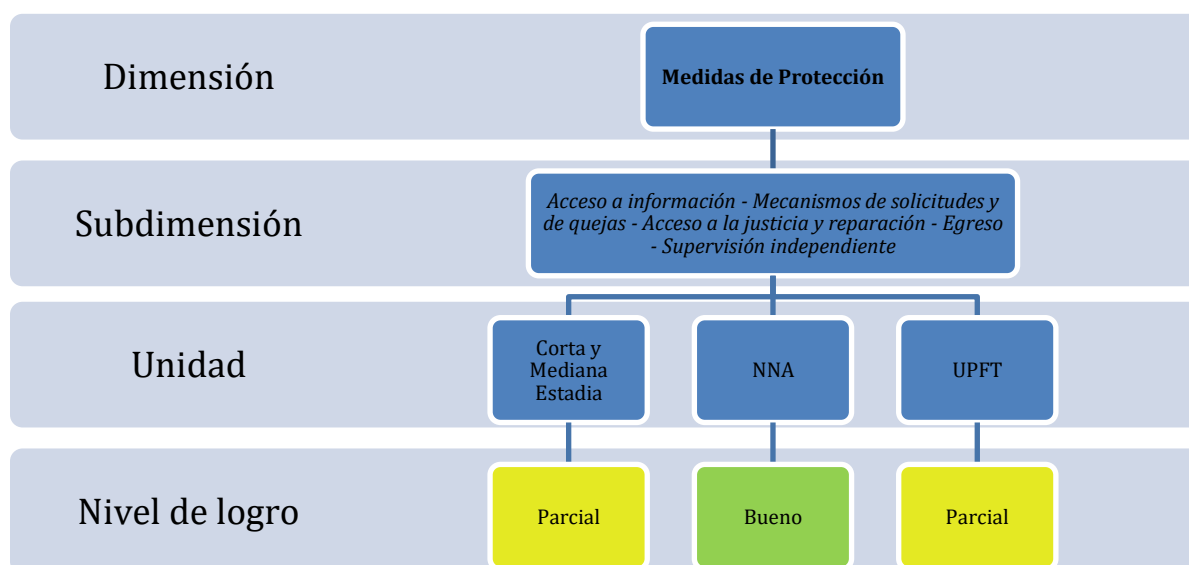 Dimensión
Medidas de Protección
Subdimensión
Acceso a información - Mecanismos de solicitudes y
de quejas - Acceso a la justicia y reparación - Egreso
- Supervisión independiente
Unidad
Corta y
Mediana
Estadia
NNA
UPFT
Nivel de logro
Parcial
Bueno
Parcial